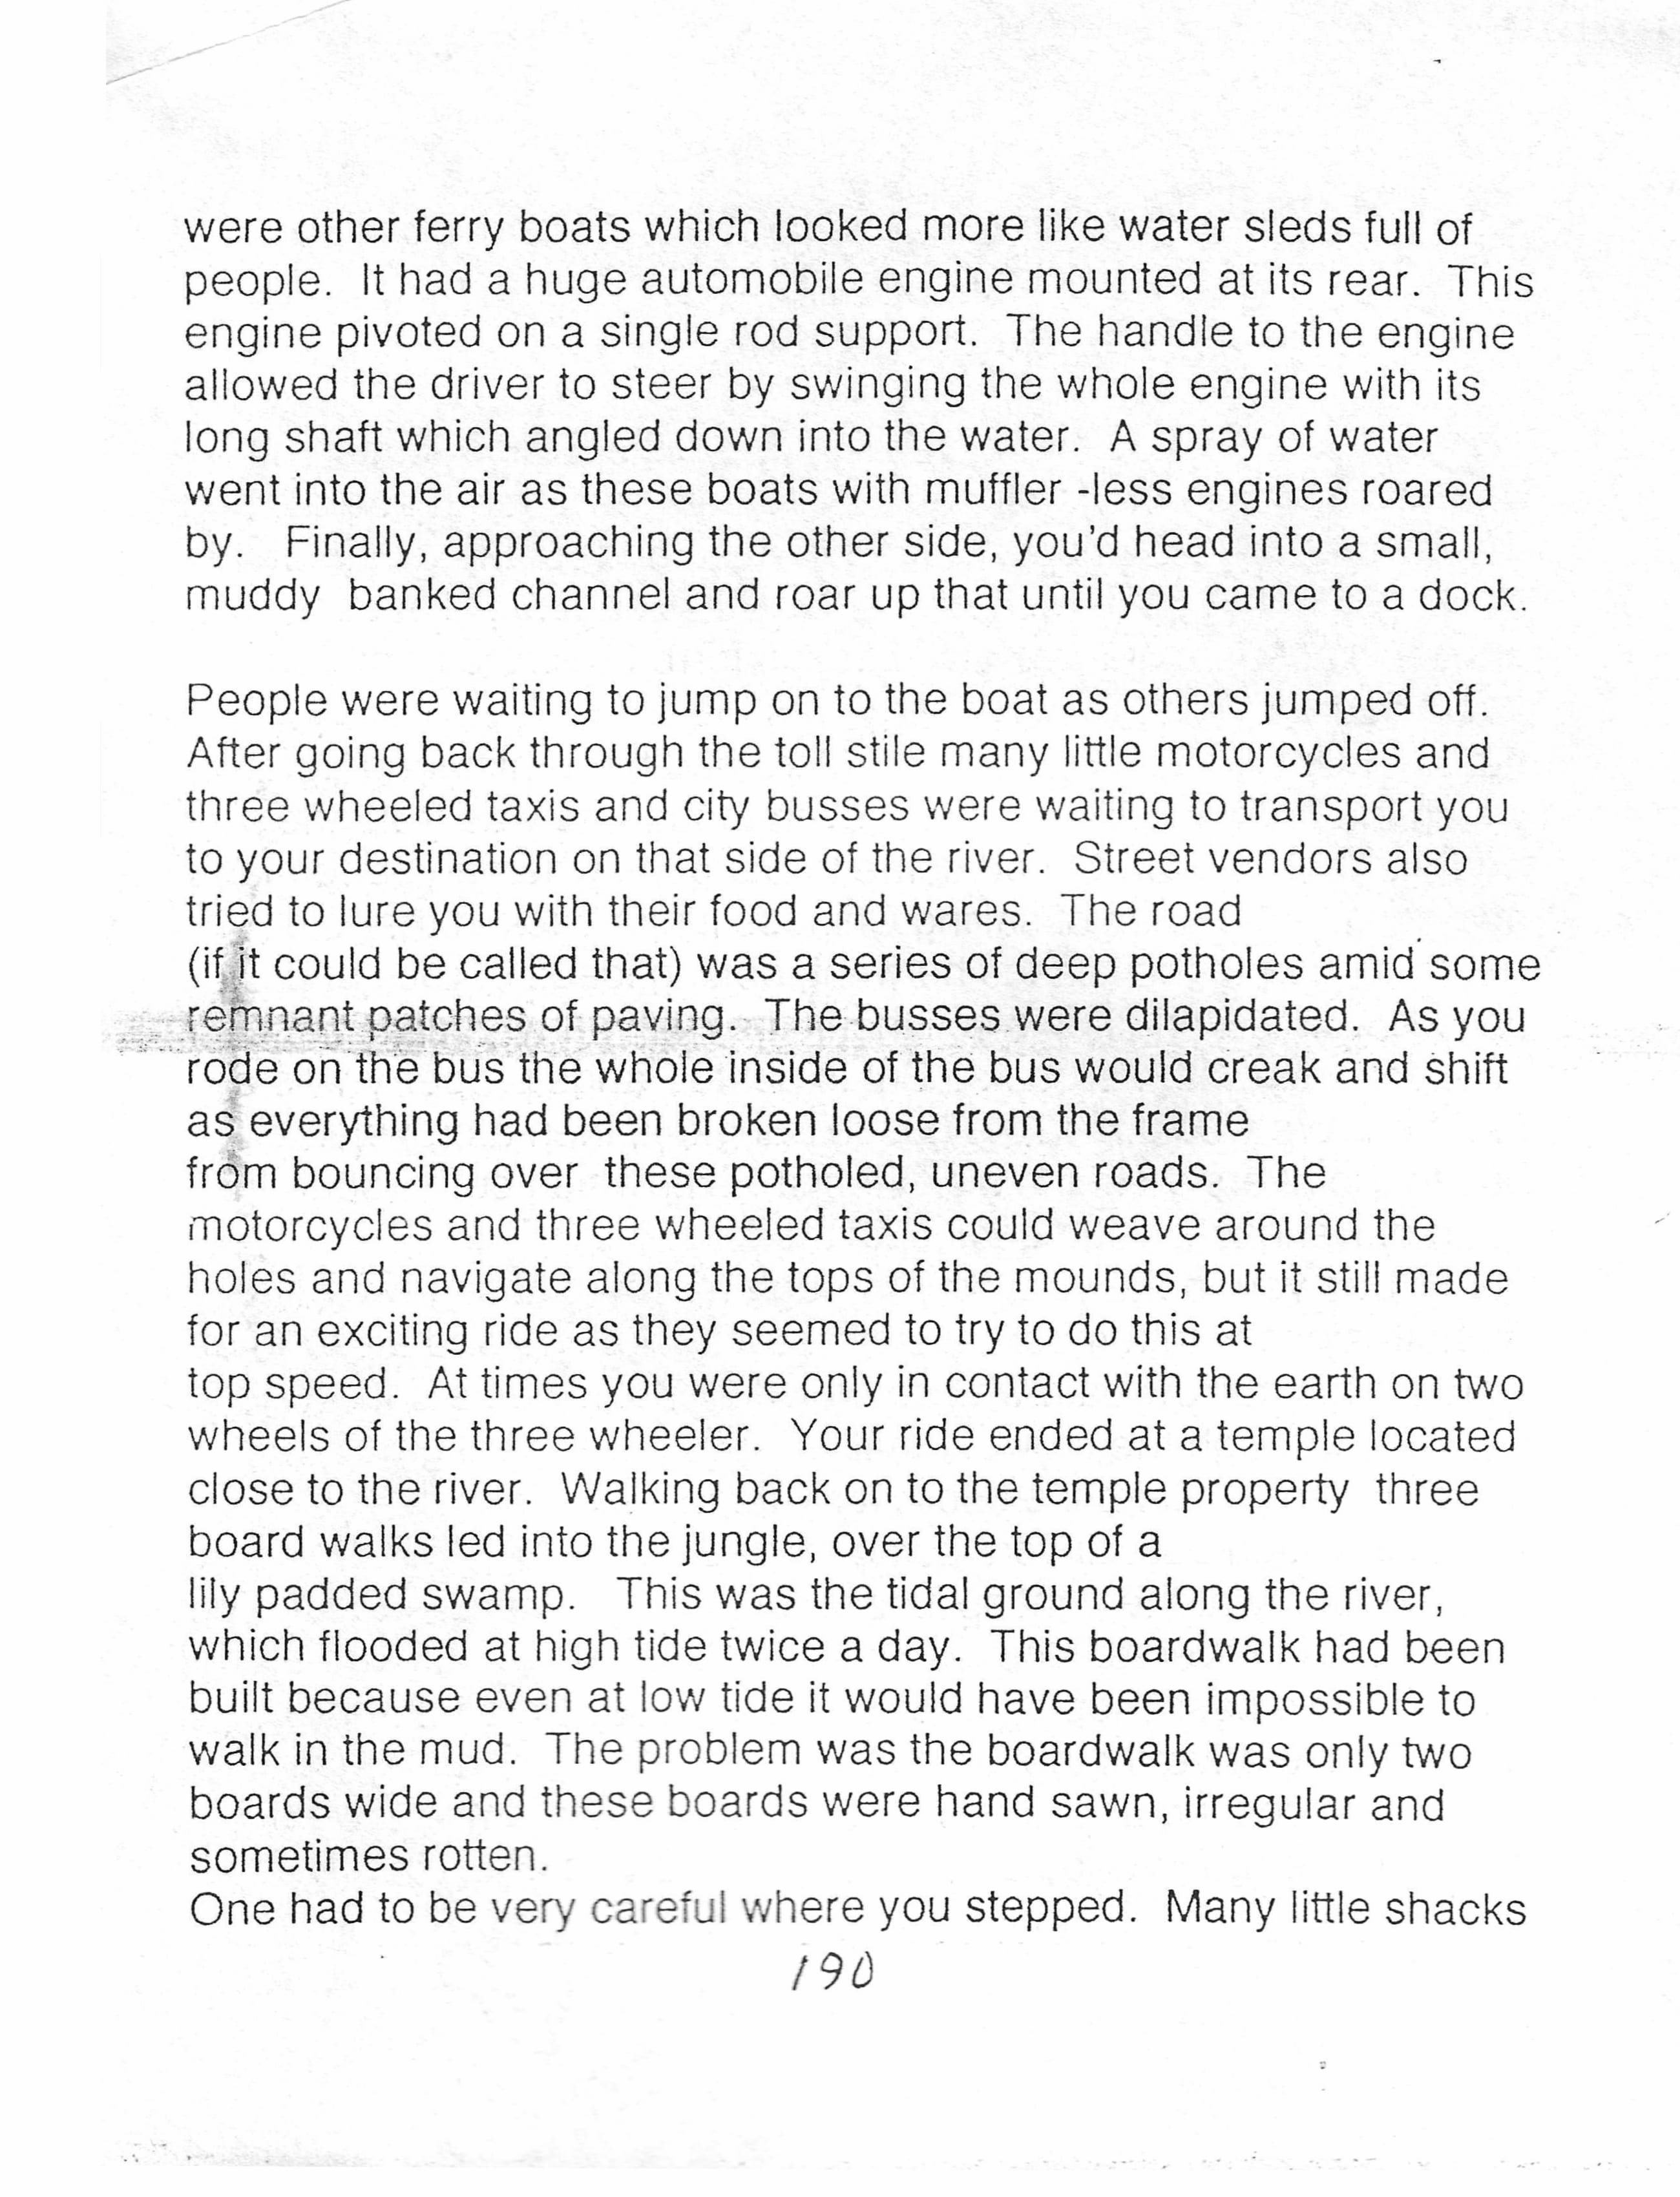 were other ferry boats which looked more like water sleds full of
people.  It had a huge automobile engine mounted at its rear.  This
engine pivoted on a single rod support.  The handle to the engine
allowed the driver to steer by swinging the whole engine with its
long shaft which angled down into the water.  A spray of water
went into the air as these boats with muffler -less engines roared
by.   Finally, approaching the other side, you'd head into a small,
muddy  banked channel and roar up that until you came to a dock.

People were waiting to jump on to the boat as others jumped off.
After going back through the toll stile many little motorcycles and
three wheeled taxis and city busses were waiting to transport you
to your destination on that side of the river.  Street vendors also
tried to lure you with their food and wares.  The road
(if it could be called that) was a series of deep potholes amid some
remnant patches of paving.  The busses were dilapidated.  As you
rode on the bus the whole inside of the bus would creak and shift
as everything had been broken loose from the frame
from bouncing over  these potholed, uneven roads.  The
motorcycles and three wheeled taxis could weave around the
holes and navigate along the tops of the mounds, but it still made
for an exciting ride as they seemed to try to do this at
top speed.  At times you were only in contact with the earth on two
wheels of the three wheeler.  Your ride ended at a temple located
close to the river.  Walking back on to the temple property  three
board walks led into the jungle, over the top of a
lily padded swamp.   This was the tidal ground along the river,
which flooded at high tide twice a day.  This boardwalk had been
built because even at low tide it would have been impossible to
walk in the mud.  The problem was the boardwalk was only two
boards wide and these boards were hand sawn, irregular and
sometimes rotten.
One had to be very careful where you stepped.  Many little shacks
190